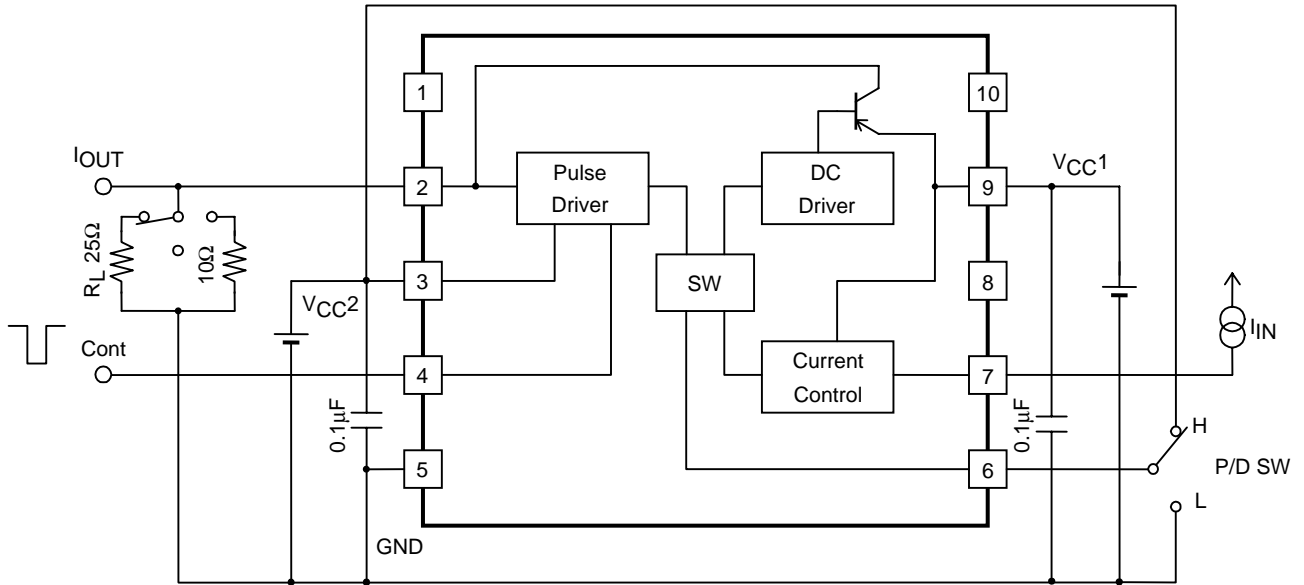 1
10
IOUT
2
Pulse
Driver
DC
Driver
9
VCC1
RL 25Ω
10Ω
3
VCC2
SW
8
IIN
Cont
4
Current
Control
7
0.1µF
0.1µF
H
5
6
P/D SW
L
GND